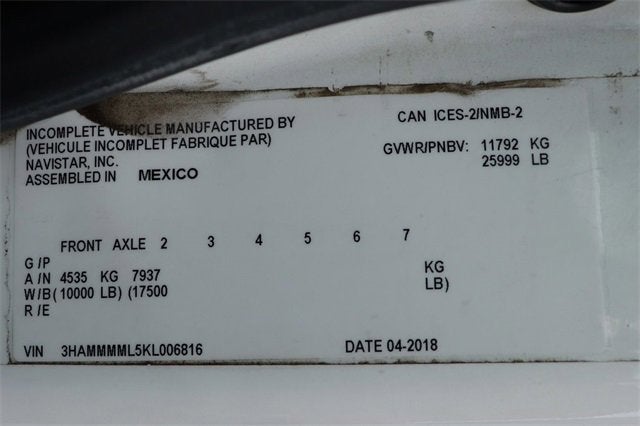 INCOMPLETE VEHICLE MANUFACTURED BY
(VEHICULE INCOMPLET FABRIQUE PAR)
NAVISTAR, INC.
ASSEMBLED IN MEXICO
CAN ICES-2/NMB-2
GVWR/PNBV: 11792 KG
25999 LB
FRONT AXLE 2 3 4 5 6 7
G /P
A /N 4535 KG 7937 KG
W/B (10000 LB) (17500 LB)
R /E
VIN 3HAMMMML5KL006816 DATE 04-2018